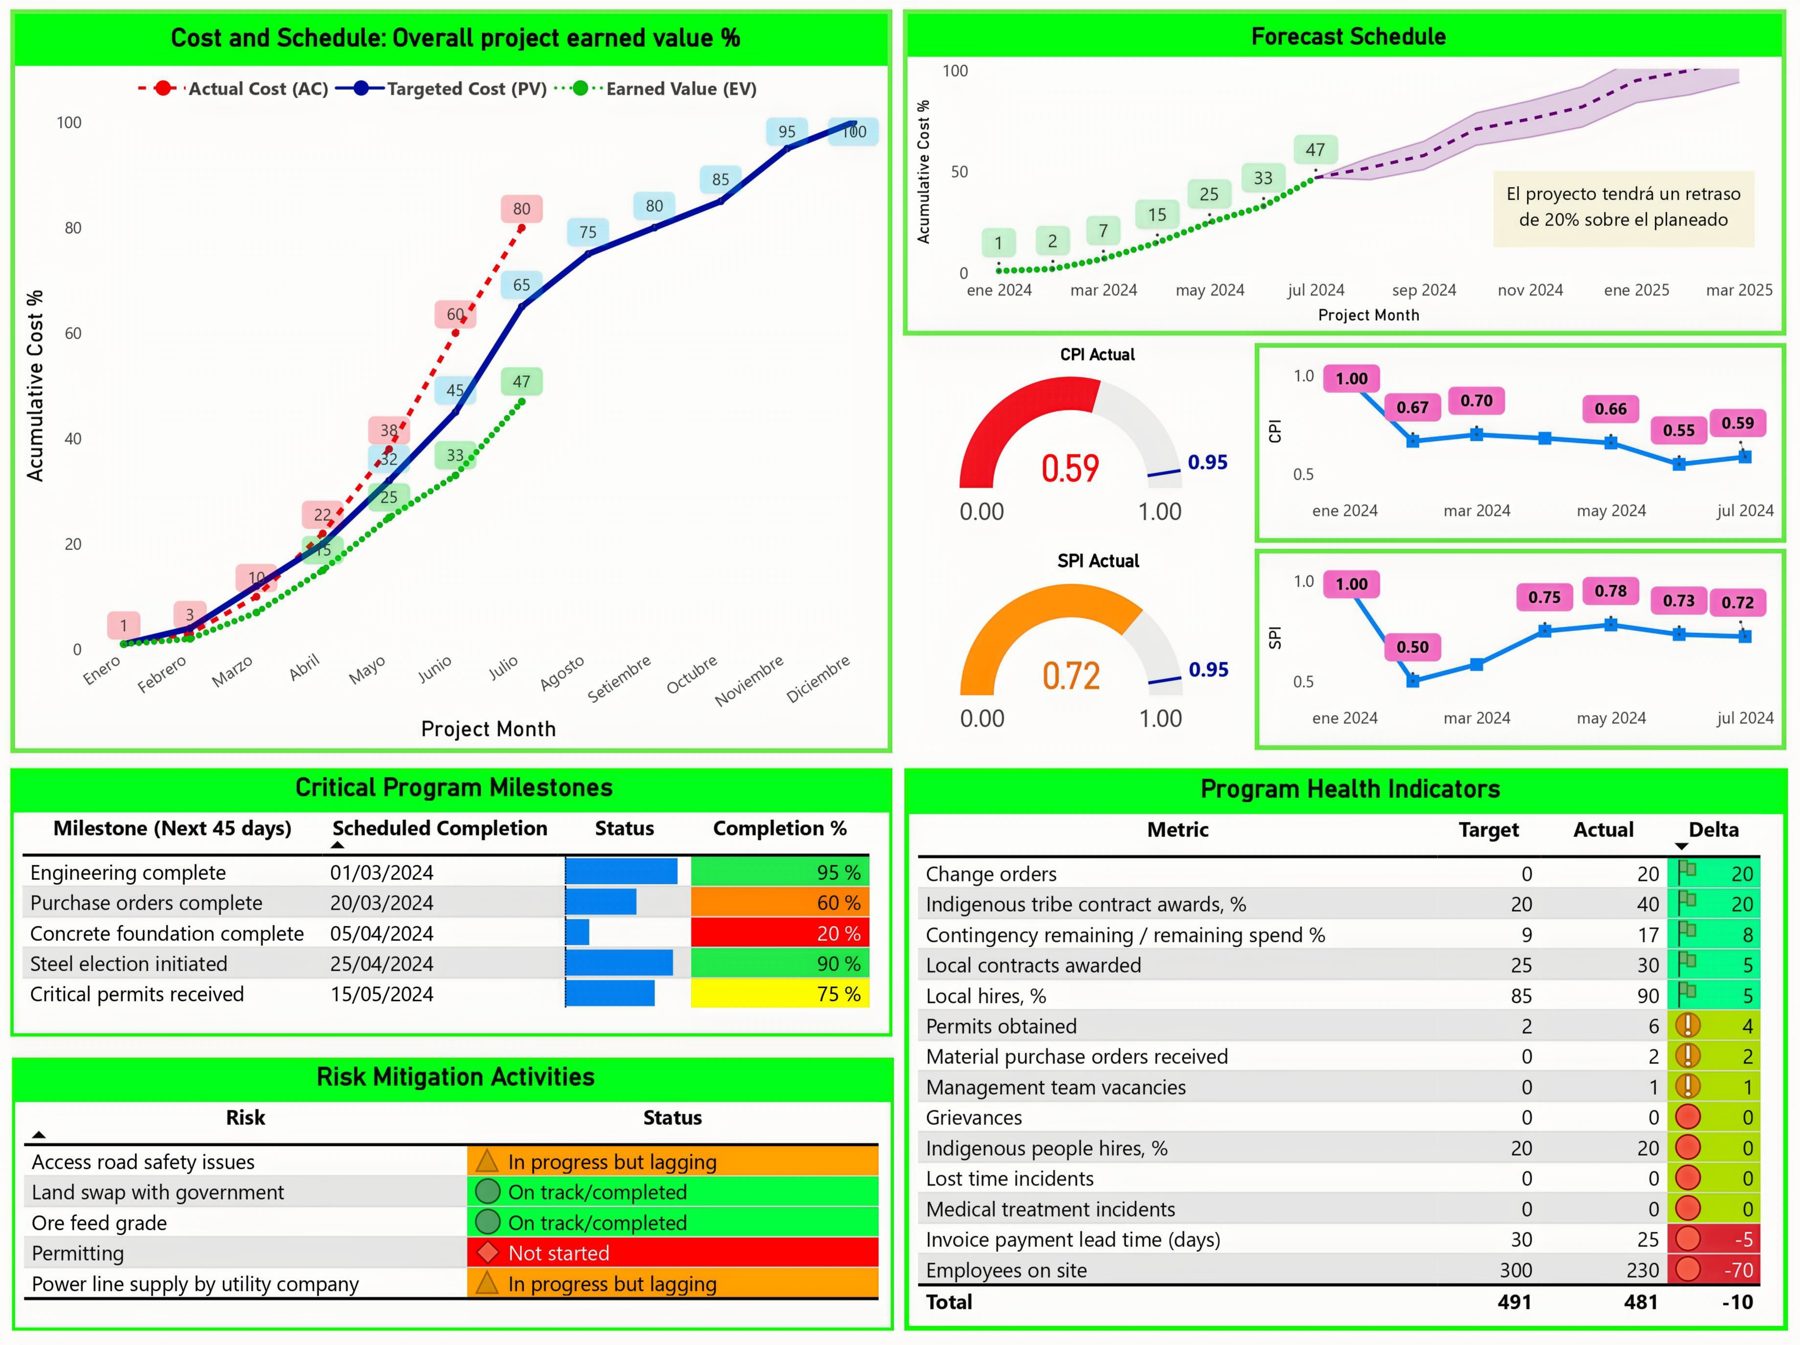 Cost and Schedule: Overall project earned value %
Actual Cost (AC) Targeted Cost (PV) Earned Value (EV)
Acumulative Cost %
100
80
60
40
20
0
1
3
10
22
15
38
32
25
60
45
33
80
65
47
75
80
85
95
100
Enero Febrero Marzo Abril Mayo Junio Julio Agosto Setiembre Octubre Noviembre Diciembre
Project Month
Forecast Schedule
Acumulative Cost %
100
50
0
1 2 7 15 25 33 47
El proyecto tendrá un retraso
de 20% sobre el planeado
ene 2024 mar 2024 may 2024 jul 2024 sep 2024 nov 2024 ene 2025 mar 2025
Project Month
CPI Actual
0.59
0.95
0.00 1.00
CPI
1.0
0.5
1.00 0.67 0.70 0.66 0.55 0.59
ene 2024 mar 2024 may 2024 jul 2024
SPI Actual
0.72
0.95
0.00 1.00
SPI
1.0
0.5
1.00 0.50 0.75 0.78 0.73 0.72
ene 2024 mar 2024 may 2024 jul 2024
Critical Program Milestones
Milestone (Next 45 days) Scheduled Completion Status Completion %
Engineering complete 01/03/2024 95 %
Purchase orders complete 20/03/2024 60 %
Concrete foundation complete 05/04/2024 20 %
Steel election initiated 25/04/2024 90 %
Critical permits received 15/05/2024 75 %
Risk Mitigation Activities
Risk Status
Access road safety issues In progress but lagging
Land swap with government On track/completed
Ore feed grade On track/completed
Permitting Not started
Power line supply by utility company In progress but lagging
Program Health Indicators
Metric Target Actual Delta
Change orders 0 20 20
Indigenous tribe contract awards, % 20 40 20
Contingency remaining / remaining spend % 9 17 8
Local contracts awarded 25 30 5
Local hires, % 85 90 5
Permits obtained 2 6 4
Material purchase orders received 0 2 2
Management team vacancies 0 1 1
Grievances 0 0 0
Indigenous people hires, % 20 20 0
Lost time incidents 0 0 0
Medical treatment incidents 0 0 0
Invoice payment lead time (days) 30 25 -5
Employees on site 300 230 -70
Total 491 481 -10